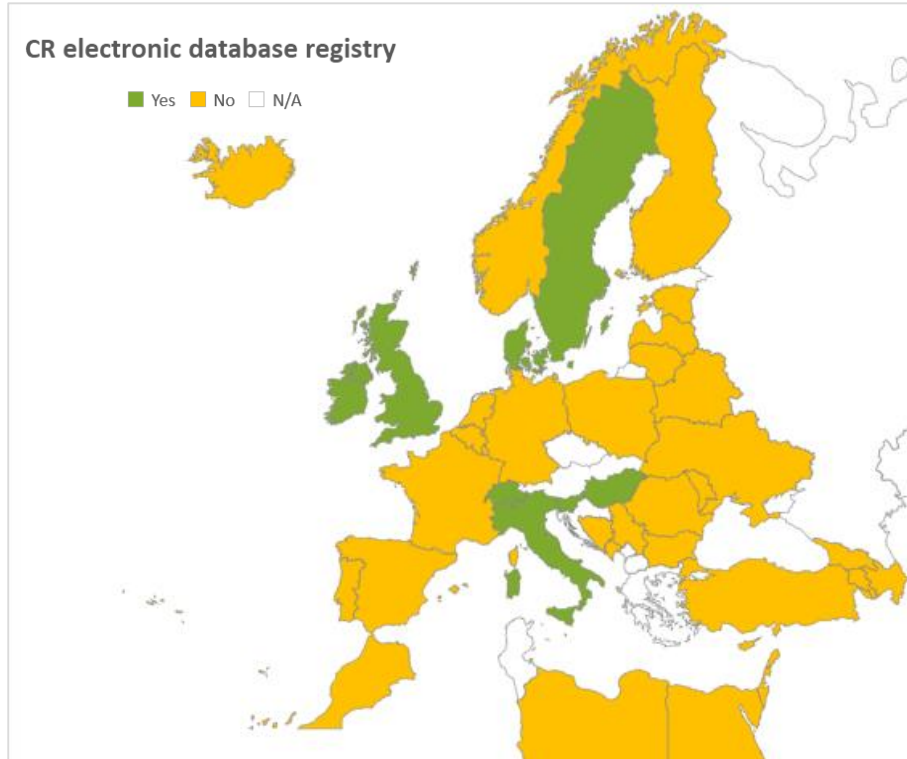 CR electronic database registry
Yes No N/A